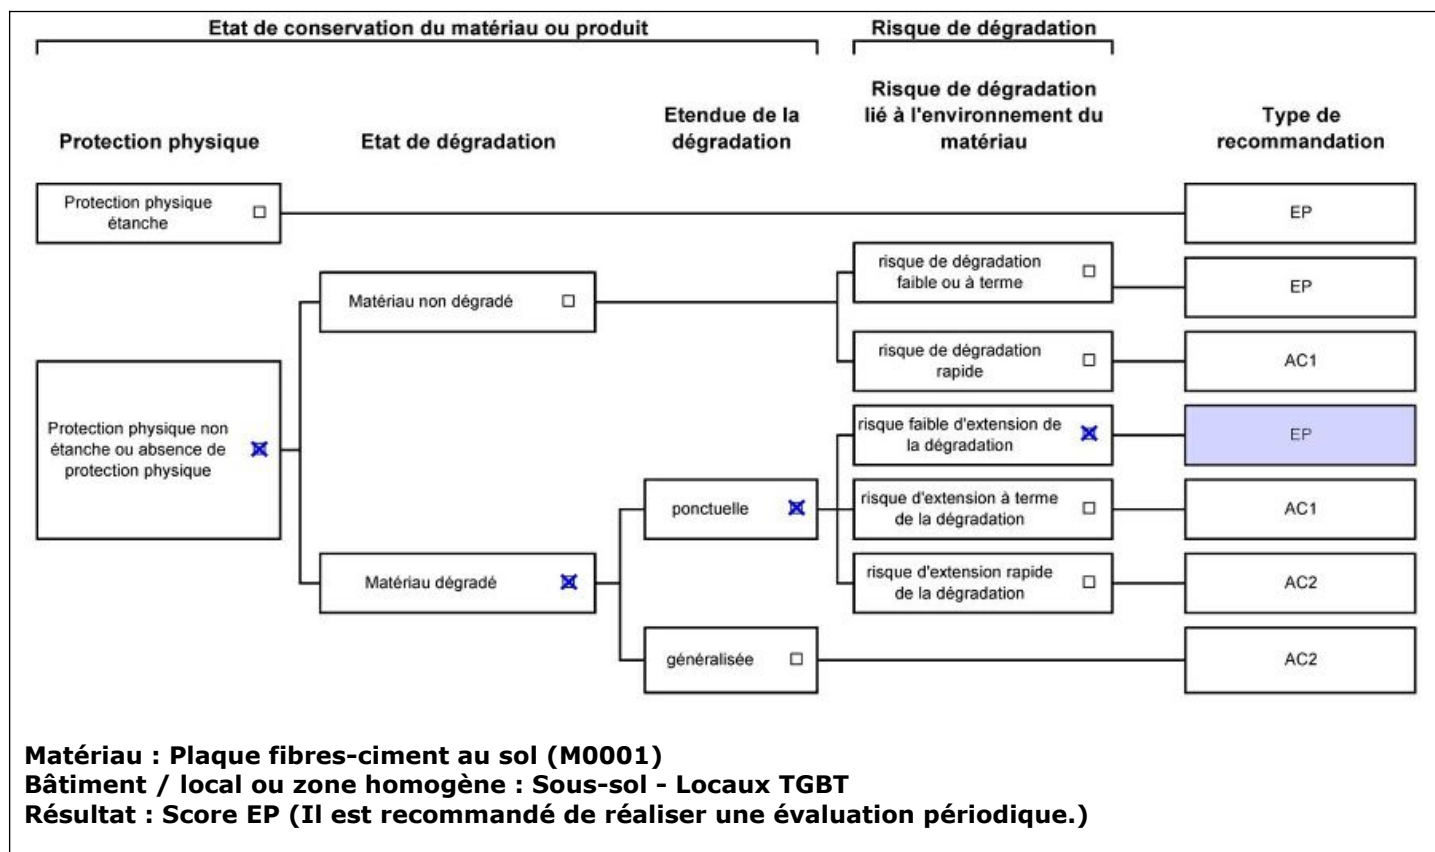 Etat de conservation du matériau ou produit
Risque de dégradation
Protection physique
Etat de dégradation
Etendue de la
dégradation
Risque de dégradation
lié à l'environnement du
matériau
Type de
recommandation
Protection physique
étanche
EP
Matériau non dégradé
risque de dégradation
faible ou à terme
EP
risque de dégradation
rapide
AC1
Protection physique non
étanche ou absence de
protection physique
risque faible d'extension de
la dégradation
EP
ponctuelle
risque d'extension à terme
de la dégradation
AC1
Matériau dégradé
risque d'extension rapide
de la dégradation
AC2
généralisée
AC2
Matériau : Plaque fibres-ciment au sol (M0001)
Bâtiment / local ou zone homogène : Sous-sol - Locaux TGBT
Résultat : Score EP (Il est recommandé de réaliser une évaluation périodique.)